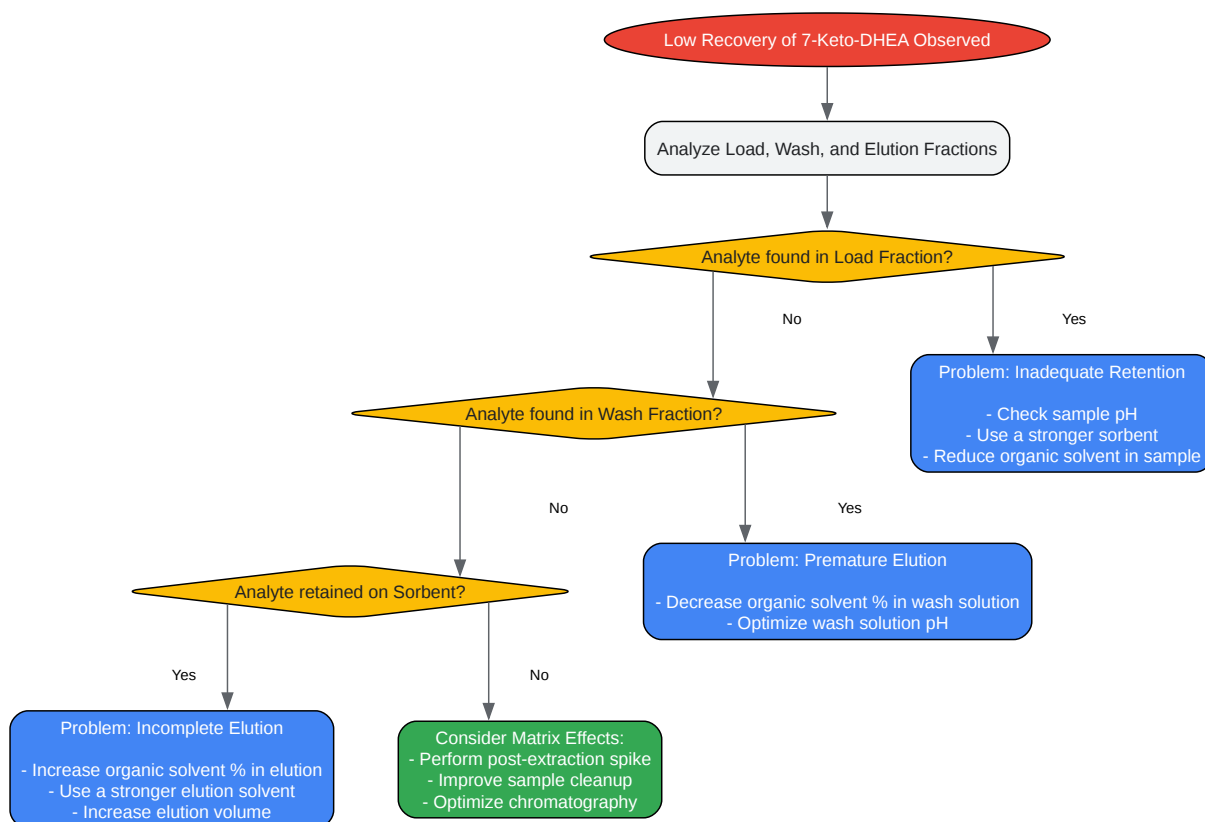 Low Recovery of 7-Keto-DHEA Observed
Analyze Load, Wash, and Elution Fractions
Analyte found in Load Fraction?
No
Yes
Problem: Inadequate Retention
- Check sample pH
- Use a stronger sorbent
- Reduce organic solvent in sample
Analyte found in Wash Fraction?
No
Yes
Problem: Premature Elution
- Decrease organic solvent % in wash solution
- Optimize wash solution pH
Analyte retained on Sorbent?
Yes
No
Problem: Incomplete Elution
- Increase organic solvent % in elution
- Use a stronger elution solvent
- Increase elution volume
Consider Matrix Effects:
- Perform post-extraction spike
- Improve sample cleanup
- Optimize chromatography